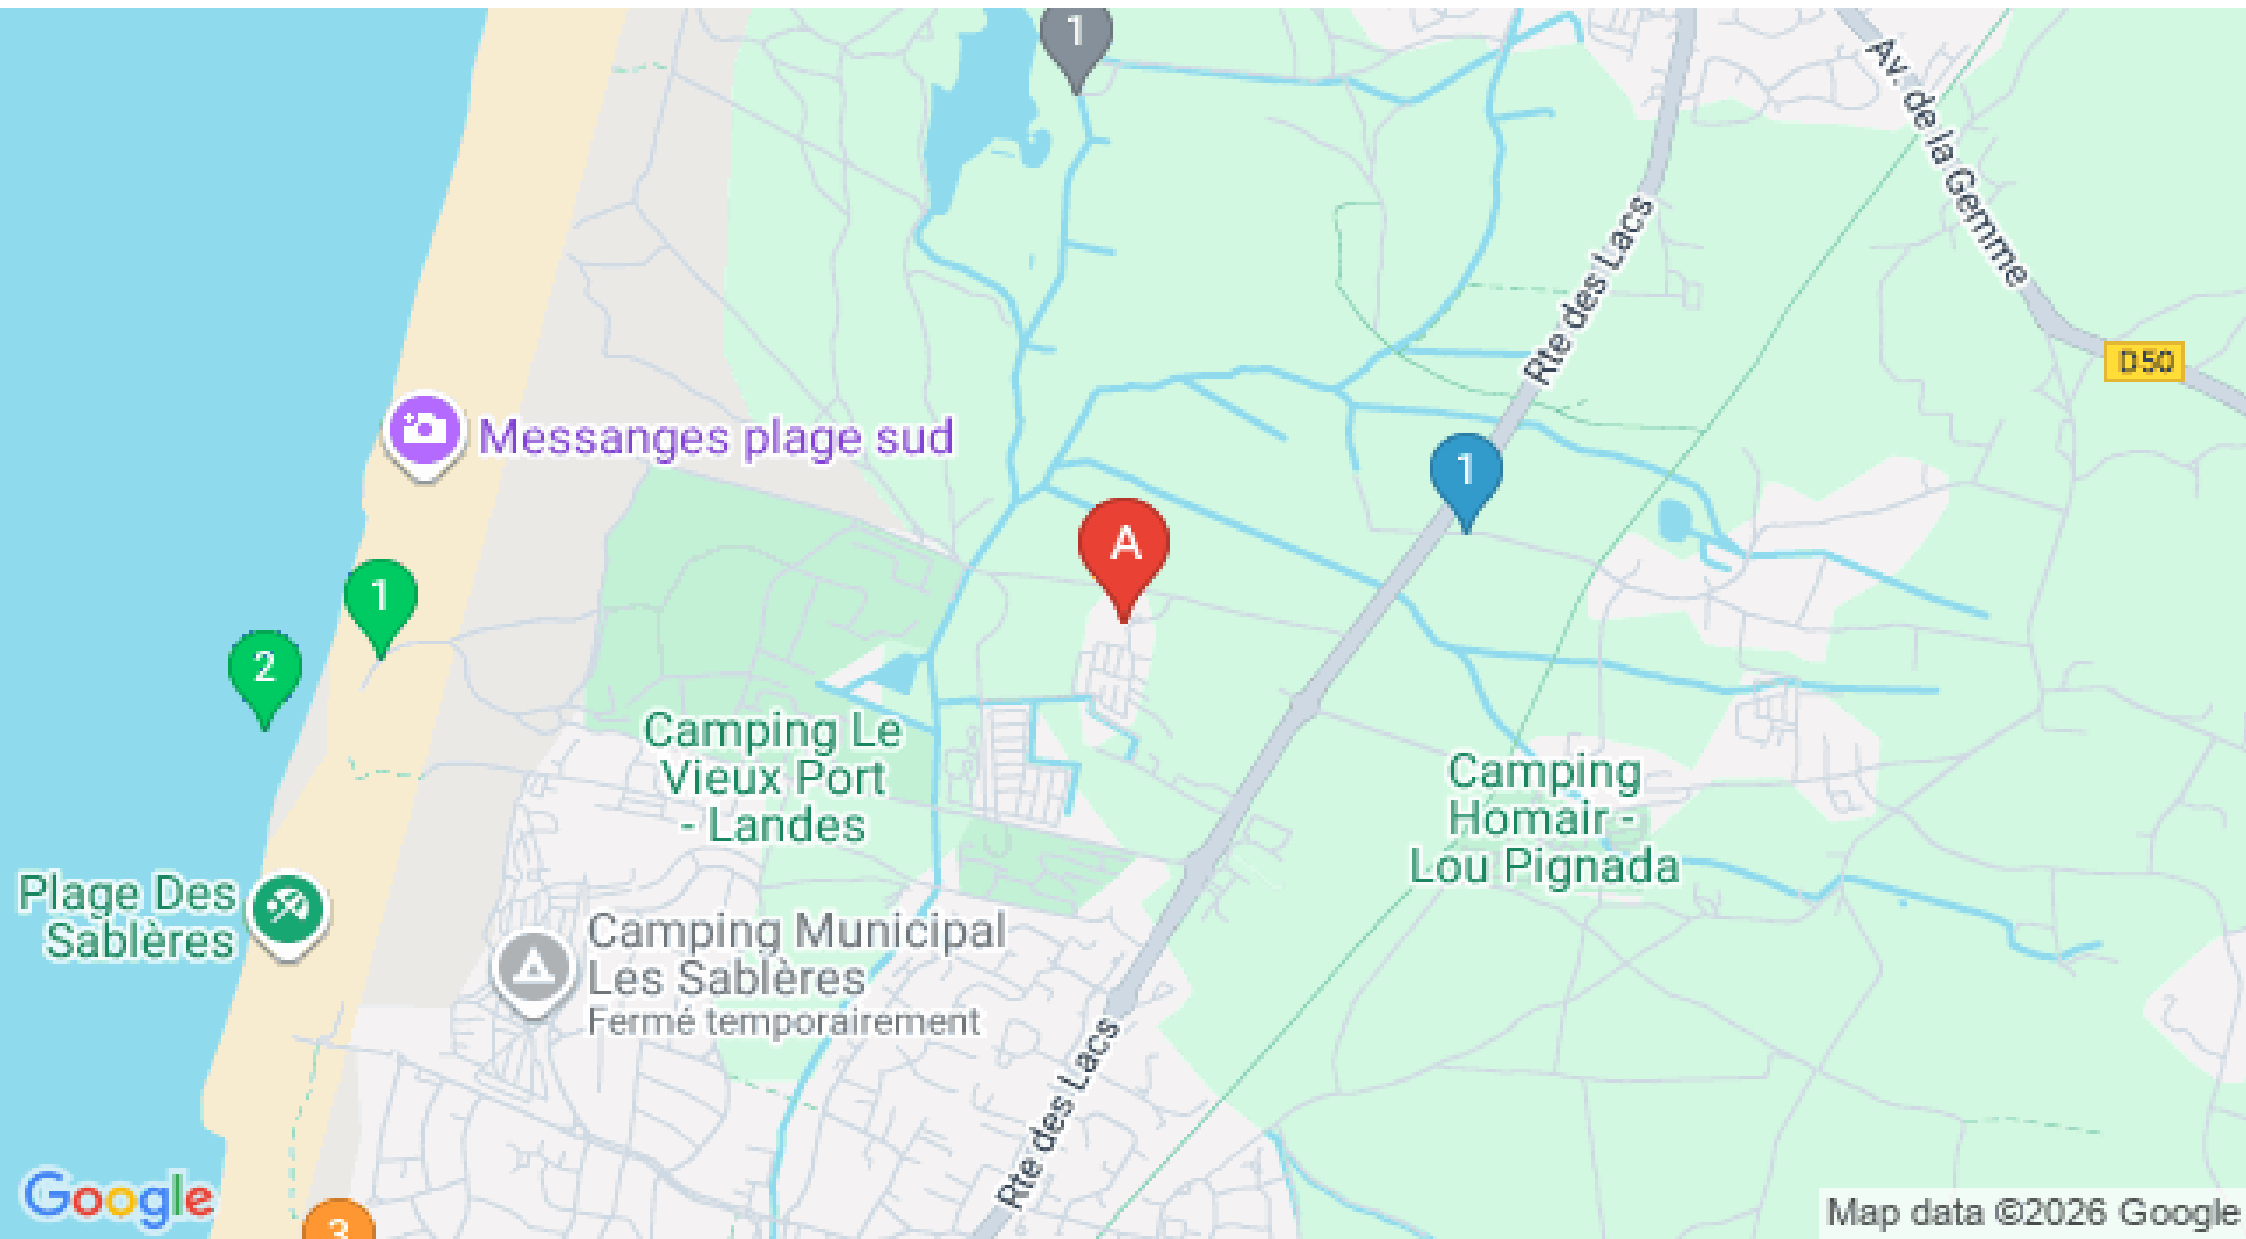 1
Av. de la Gemme
Rte des Lacs
D50
Messanges plage sud
1
A
1
2
Camping Le
Vieux Port
- Landes
Camping
Homair -
Lou Pignada
Plage Des
Sablères
Camping Municipal
Les Sablères
Fermé temporairement
Rte des Lacs
Google
3
Map data ©2026 Google